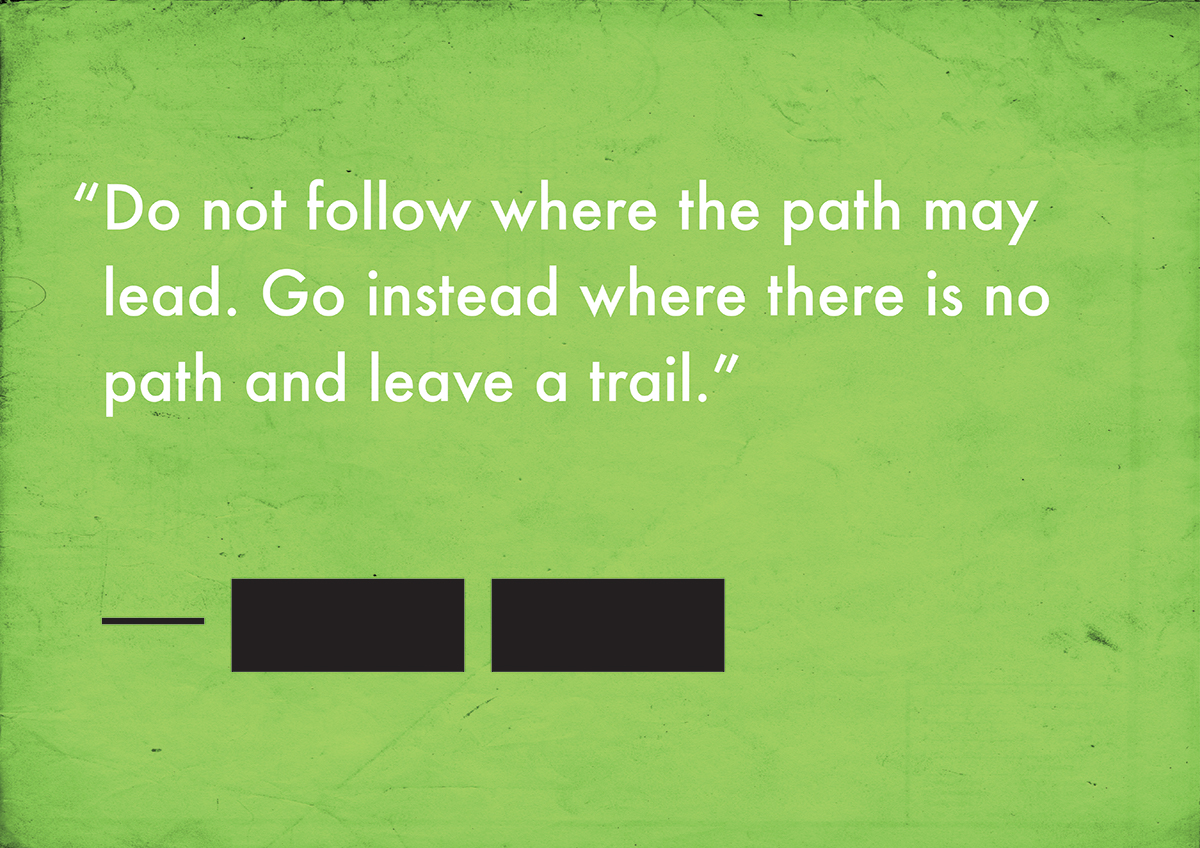 “Do not follow where the path may
lead. Go instead where there is no
path and leave a trail.”
—